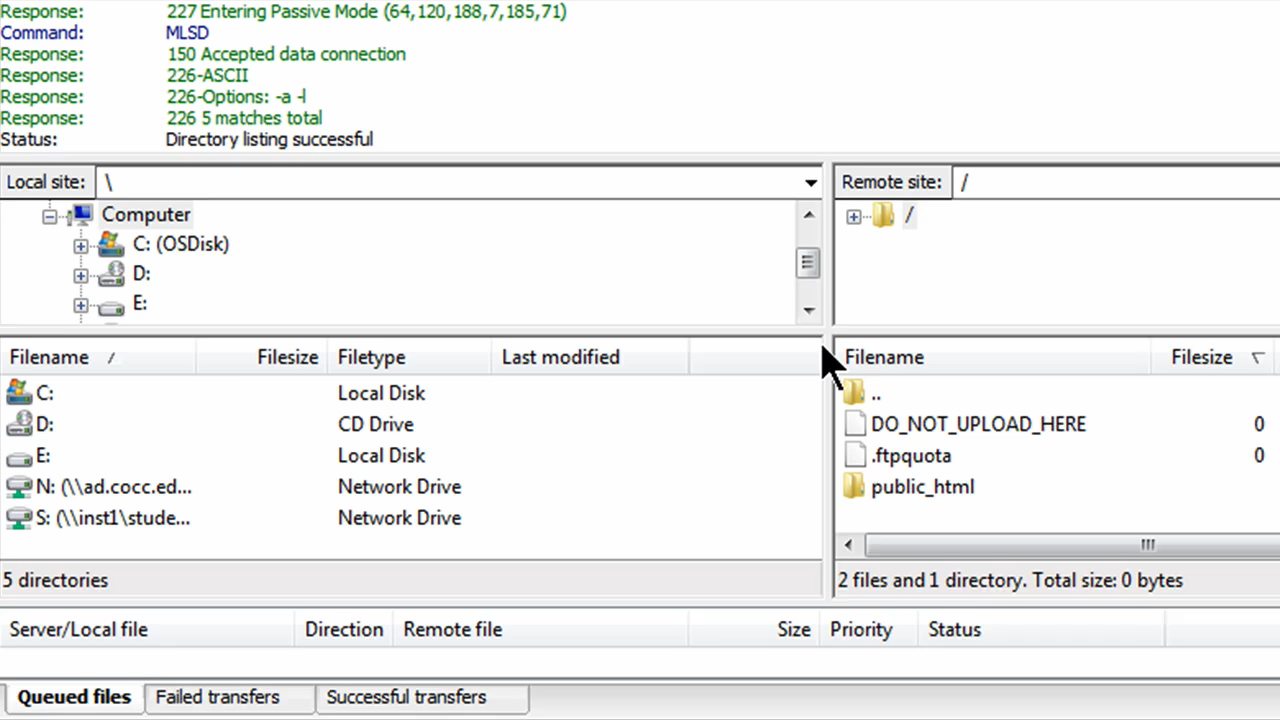 Response: 227 Entering Passive Mode (64,120,188,7,185,71)
Command: MLSD
Response: 150 Accepted data connection
Response: 226-ASCII
Response: 226-Options: -a -l
Response: 226 5 matches total
Status: Directory listing successful
Local site: \
Computer
C: (OSDisk)
D:
E:
Remote site: /
/
Filename / Filesize Filetype Last modified
C: Local Disk
D: CD Drive
E: Local Disk
N: (\\ad.cocc.ed... Network Drive
S: (\\inst1\stude... Network Drive
5 directories
Filename Filesize
..
DO_NOT_UPLOAD_HERE 0
.ftpquota 0
public_html
2 files and 1 directory. Total size: 0 bytes
Server/Local file Direction Remote file Size Priority Status
Queued files Failed transfers Successful transfers